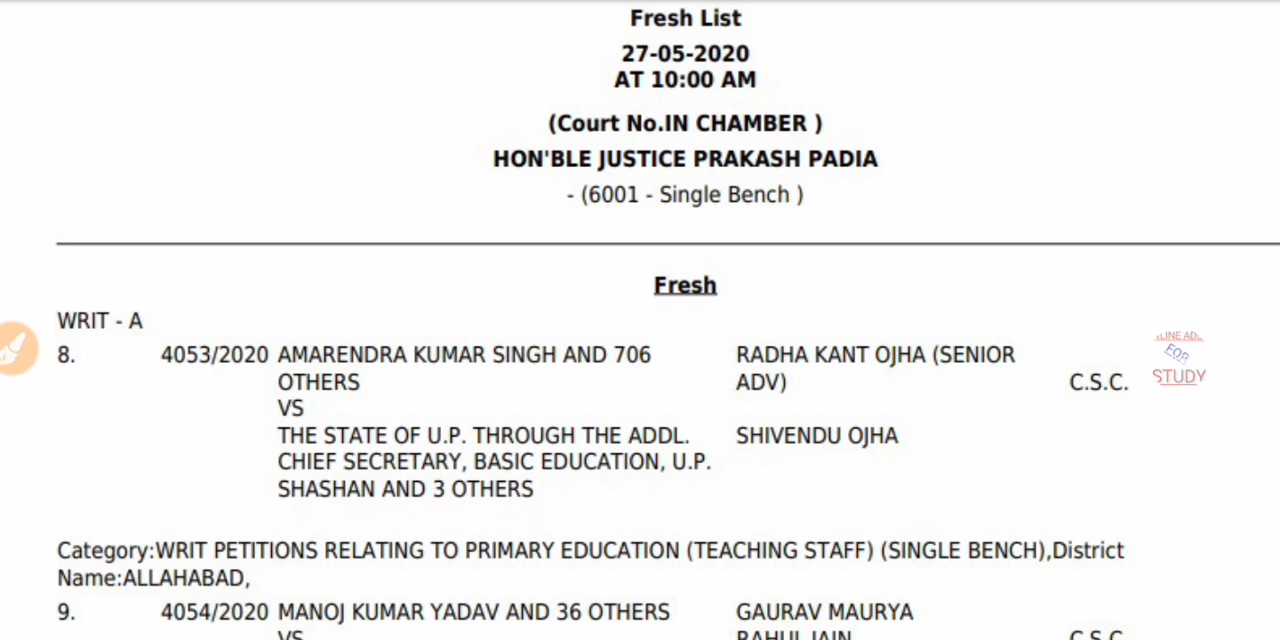 Fresh List
27-05-2020
AT 10:00 AM
(Court No.IN CHAMBER )
HON'BLE JUSTICE PRAKASH PADIA
- (6001 - Single Bench )
Fresh
WRIT - A
8. 4053/2020 AMARENDRA KUMAR SINGH AND 706 RADHA KANT OJHA (SENIOR
OTHERS ADV) C.S.C.
VS
THE STATE OF U.P. THROUGH THE ADDL. SHIVENDU OJHA
CHIEF SECRETARY, BASIC EDUCATION, U.P.
SHASHAN AND 3 OTHERS
FOR
STUDY
Category:WRIT PETITIONS RELATING TO PRIMARY EDUCATION (TEACHING STAFF) (SINGLE BENCH),District
Name:ALLAHABAD,
9. 4054/2020 MANOJ KUMAR YADAV AND 36 OTHERS GAURAV MAURYA
VS RAHUL JAIN C.S.C.